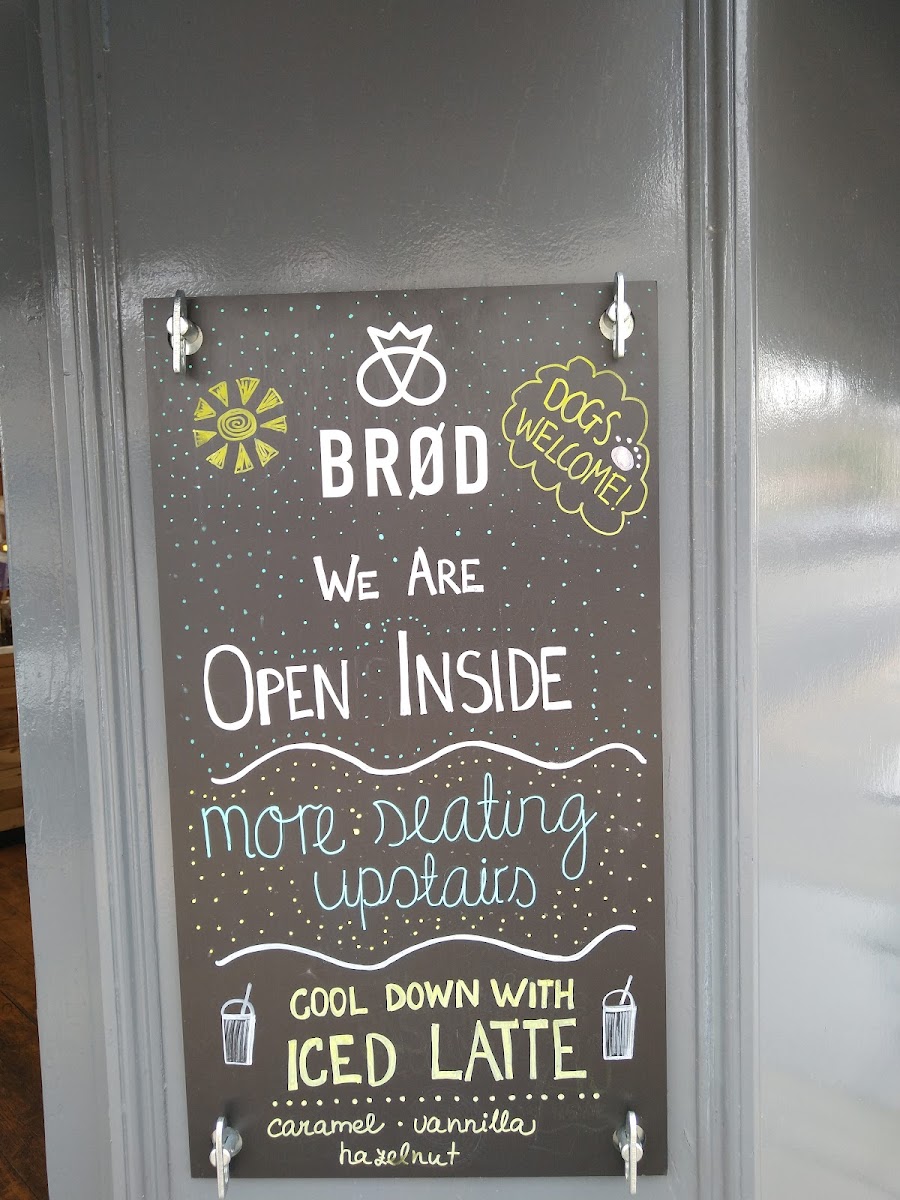 BRØD
DOGS
WELCOME!
WE ARE
OPEN INSIDE
more seating
upstairs
COOL DOWN WITH
ICED LATTE
caramel · vannilla
hazelnut